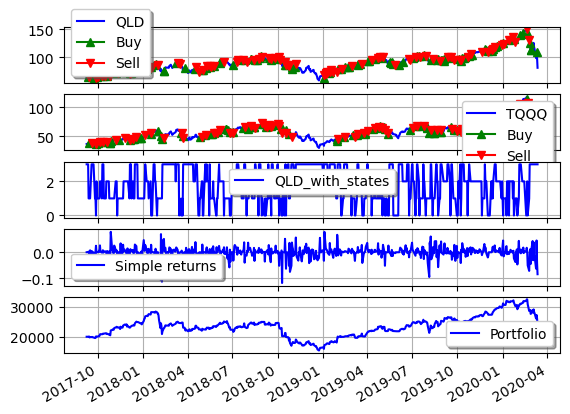 150
100
QLD
Buy
Sell
100
50
TQQQ
Buy
Sell
2
0
QLD_with_states
0.0
−0.1
Simple returns
30000
20000
Portfolio
2017-10 2018-01 2018-04 2018-07 2018-10 2019-01 2019-04 2019-07 2019-10 2020-01 2020-04